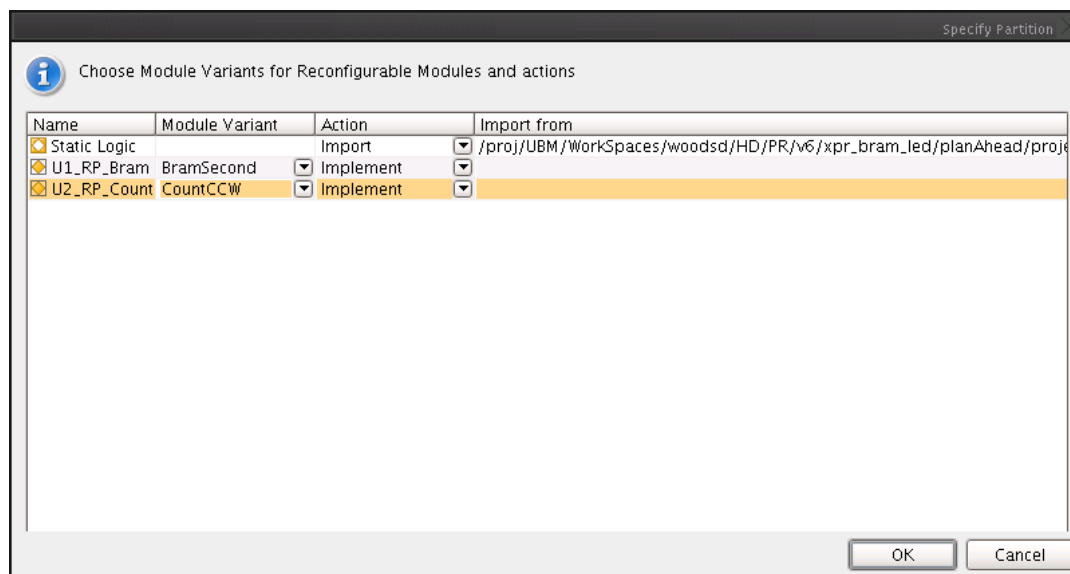 Specify Partition
Choose Module Variants for Reconfigurable Modules and actions
Name Module Variant Action Import from
Static Logic Import /proj/UBM/WorkSpaces/woodsd/HD/PR/v6/xpr_bram_led/planAhead/proje
U1_RP_Bram BramSecond Implement
U2_RP_Count CountCCW Implement
OK Cancel